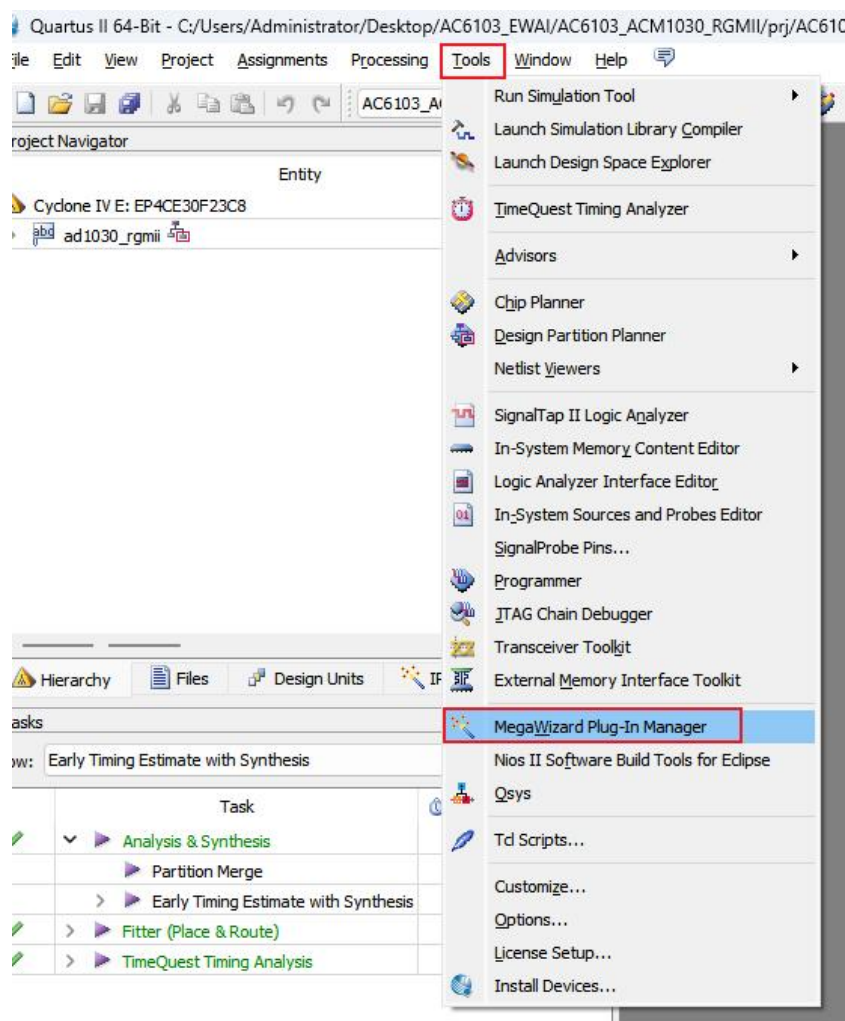 Quartus II 64-Bit - C:/Users/Administrator/Desktop/AC6103_EWAI/AC6103_ACM1030_RGMII/prj/AC610
File Edit View Project Assignments Processing Tools Window Help
AC6103_A
Project Navigator
Entity
Cyclone IV E: EP4CE30F23C8
abd ad1030_rgmii
Hierarchy Files Design Units IP
Tasks
ow: Early Timing Estimate with Synthesis
Task
Analysis & Synthesis
Partition Merge
Early Timing Estimate with Synthesis
Fitter (Place & Route)
TimeQuest Timing Analysis
Run Simulation Tool
Launch Simulation Library Compiler
Launch Design Space Explorer
TimeQuest Timing Analyzer
Advisors
Chip Planner
Design Partition Planner
Netlist Viewers
SignalTap II Logic Analyzer
In-System Memory Content Editor
Logic Analyzer Interface Editor
In-System Sources and Probes Editor
SignalProbe Pins...
Programmer
JTAG Chain Debugger
Transceiver Toolkit
External Memory Interface Toolkit
MegaWizard Plug-In Manager
Nios II Software Build Tools for Eclipse
Qsys
Tcl Scripts...
Customize...
Options...
License Setup...
Install Devices...